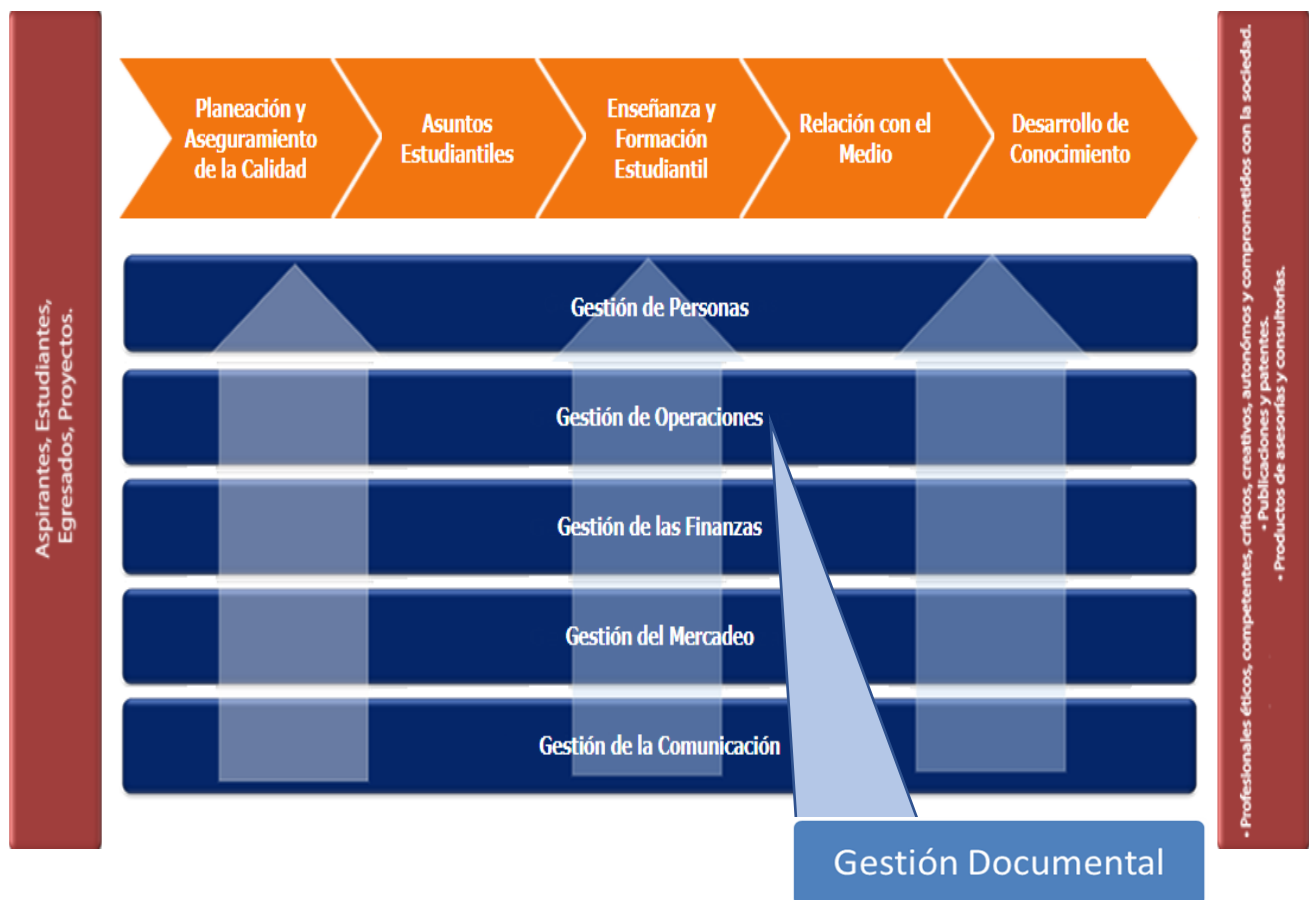 Aspirantes, Estudiantes,
Egresados, Proyectos.
Planeación y
Aseguramiento
de la Calidad
Asuntos
Estudiantiles
Enseñanza y
Formación
Estudiantil
Relación con el
Medio
Desarrollo de
Conocimiento
Gestión de Personas
Gestión de Operaciones
Gestión de las Finanzas
Gestión del Mercadeo
Gestión de la Comunicación
Gestión Documental
• Profesionales éticos, competentes, críticos, creativos, autonómos y comprometidos con la sociedad.
• Publicaciones y patentes.
• Productos de asesorías y consultorías.